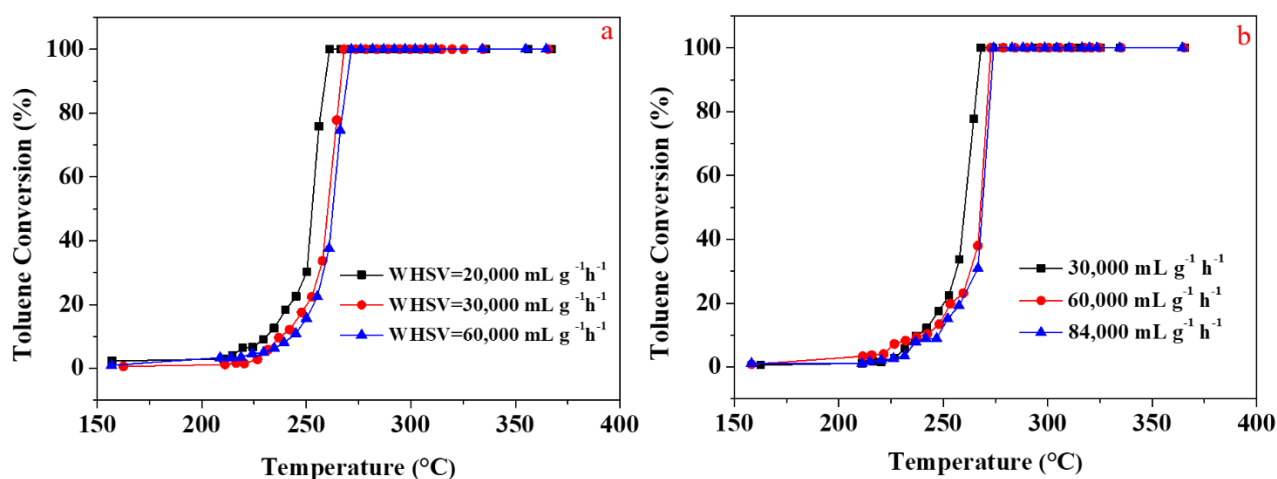 a
Toluene Conversion (%)
100
80
60
40
20
0
WHSV=20,000 mL g⁻¹h⁻¹
WHSV=30,000 mL g⁻¹h⁻¹
WHSV=60,000 mL g⁻¹h⁻¹
150 200 250 300 350 400
Temperature (°C)
b
Toluene Conversion (%)
100
80
60
40
20
0
30,000 mL g⁻¹ h⁻¹
60,000 mL g⁻¹ h⁻¹
84,000 mL g⁻¹ h⁻¹
150 200 250 300 350 400
Temperature (°C)